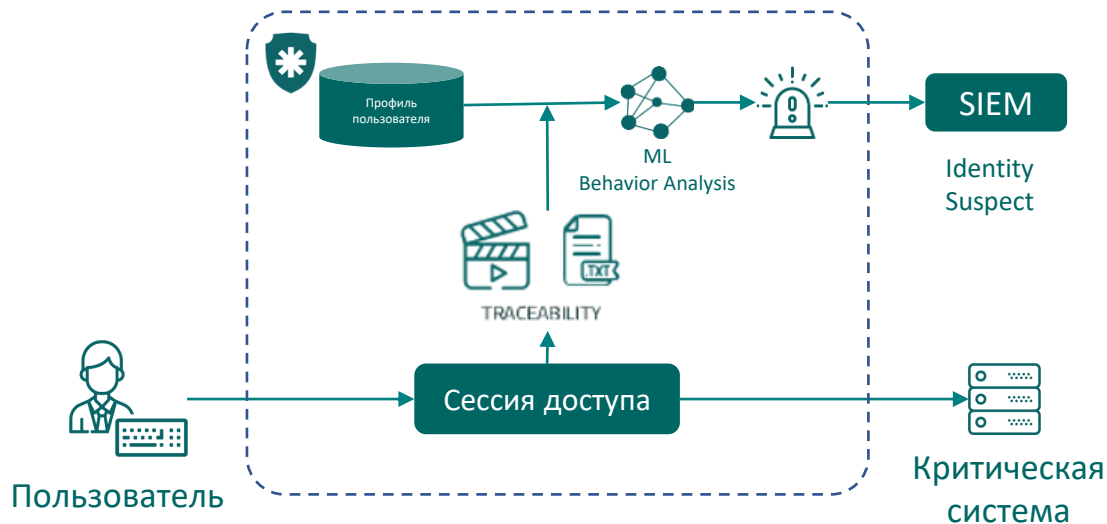 Профиль
пользователя
SIEM
ML
Behavior Analysis
Identity
Suspect
.TXT
TRACEABILITY
Сессия доступа
Пользователь
Критическая
система